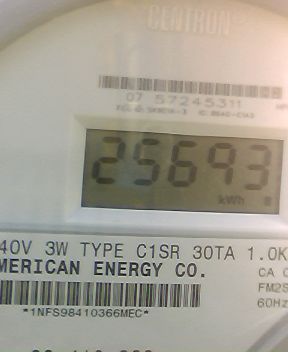 CENTRON
07 57245311
25693
kWh
40V 3W TYPE C1SR 30TA 1.0K
MERICAN ENERGY CO.
CA
FM2S
60Hz
*1NFS98410366MEC*